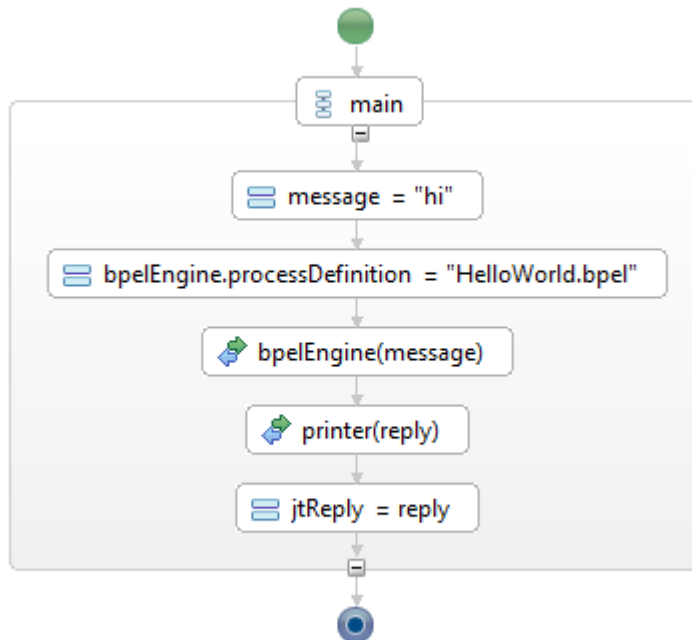 main
message = "hi"
bpelEngine.processDefinition = "HelloWorld.bpel"
bpelEngine(message)
printer(reply)
jtReply = reply